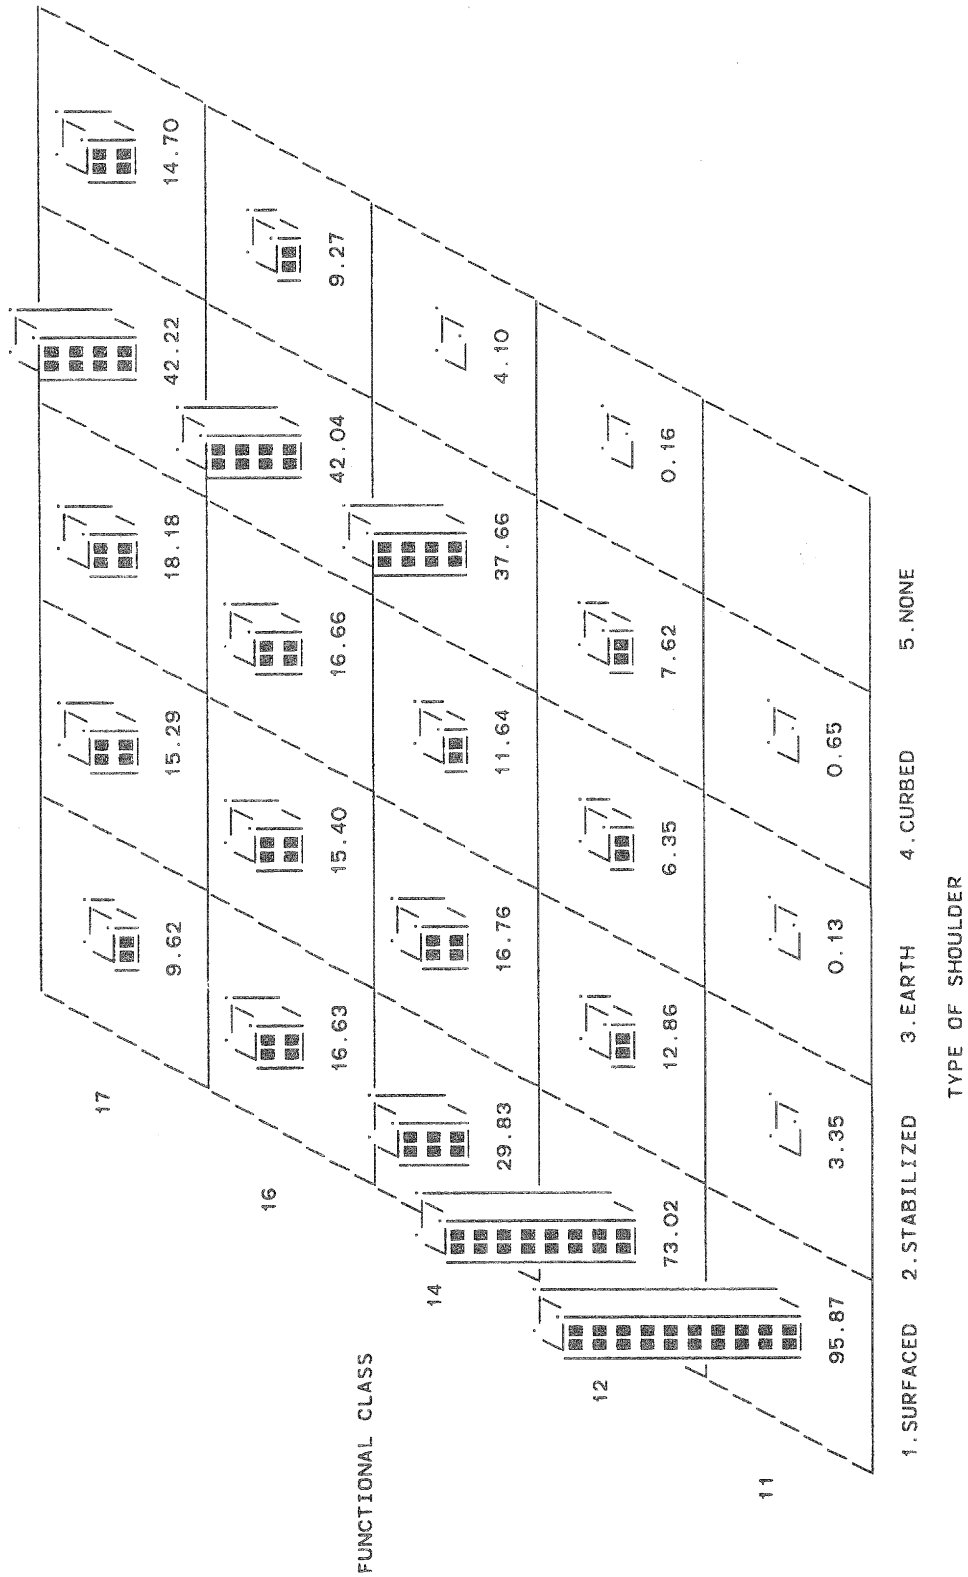 17
9.62 15.29 18.18 42.22 14.70
16
16.63 15.40 16.66 42.04 9.27
FUNCTIONAL CLASS
14
29.83 16.76 11.64 37.66 4.10
12
73.02 12.86 6.35 7.62 0.16
11
95.87 3.35 0.13 0.65
1.SURFACED 2.STABILIZED 3.EARTH 4.CURBED 5.NONE
TYPE OF SHOULDER